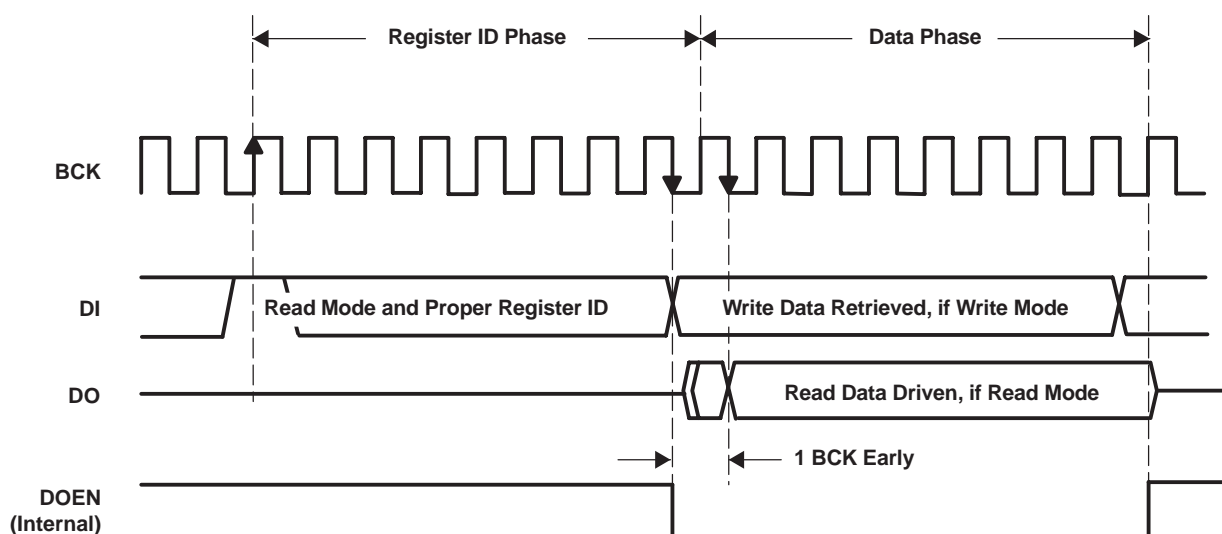 Register ID Phase
Data Phase
BCK
DI
Read Mode and Proper Register ID
Write Data Retrieved, if Write Mode
DO
Read Data Driven, if Read Mode
1 BCK Early
DOEN
(Internal)